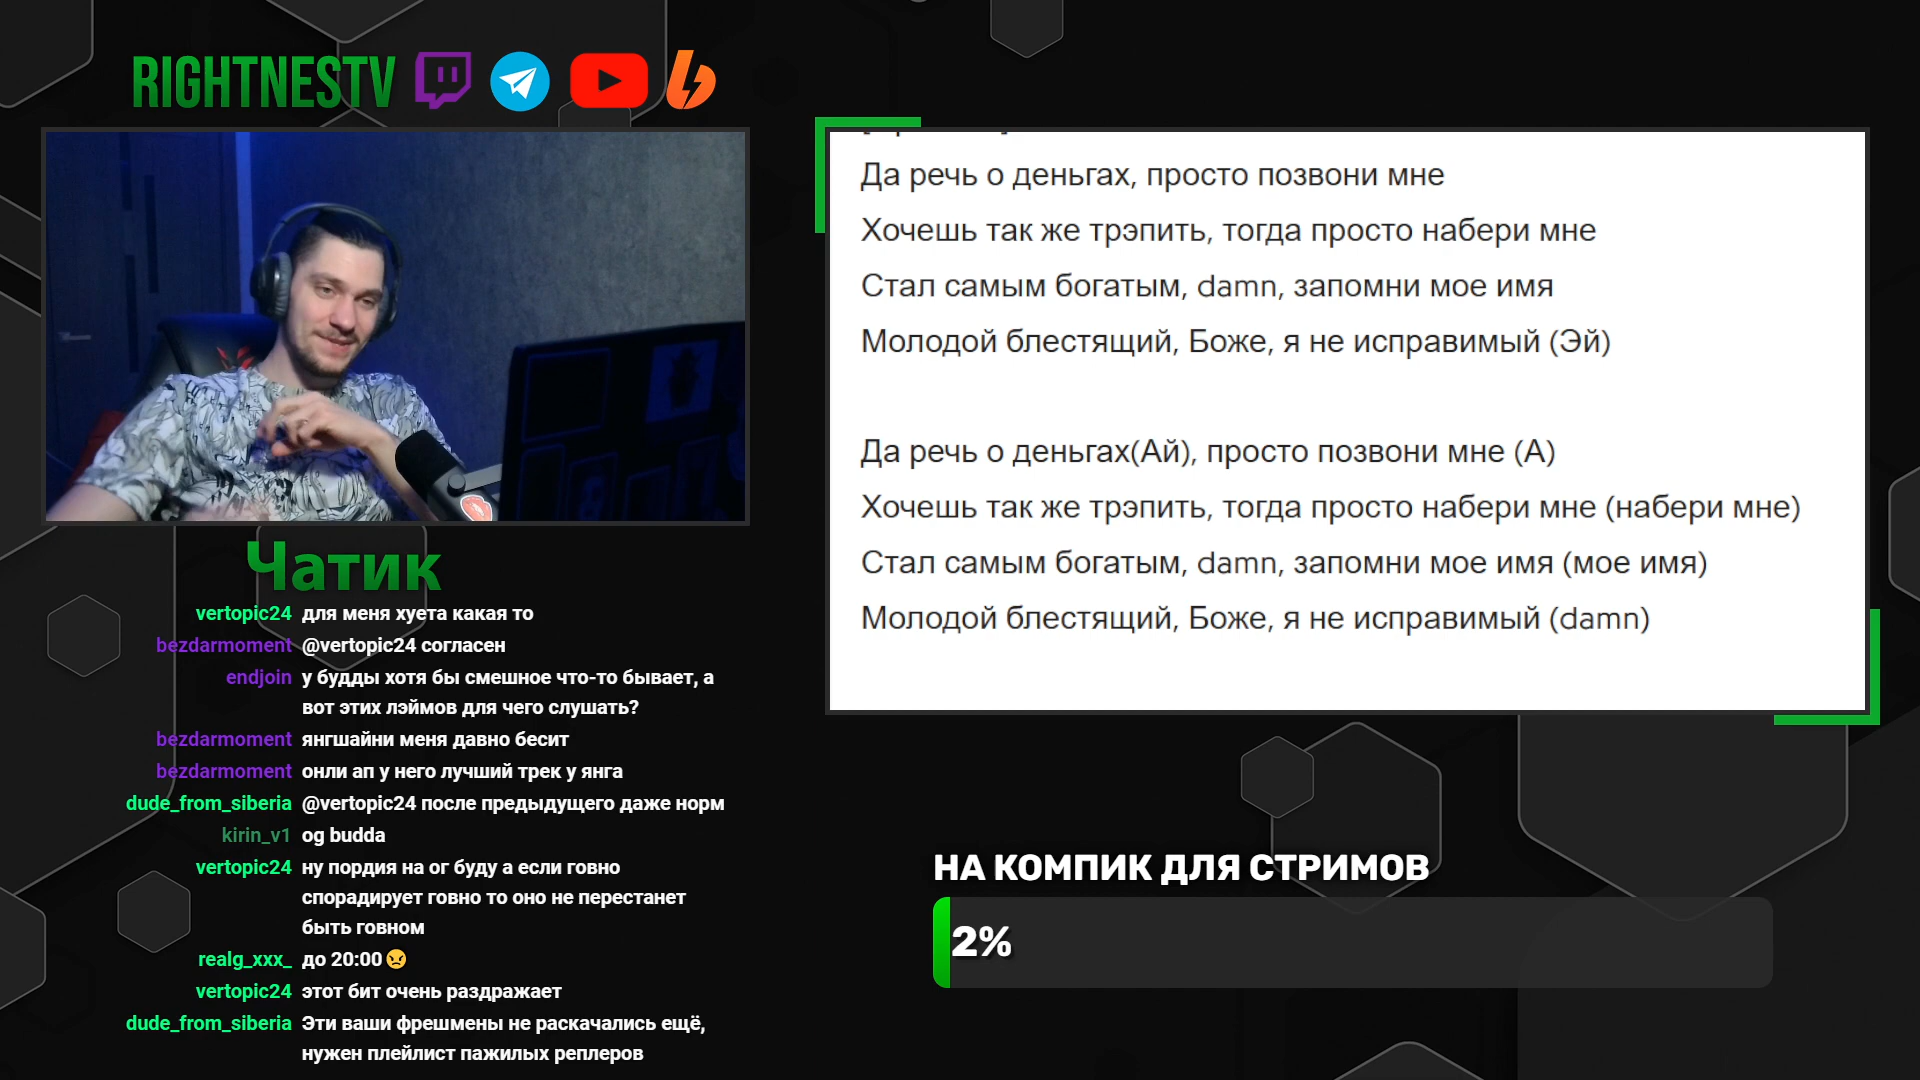 RIGHTNESTV
Да речь о деньгах, просто позвони мне
Хочешь так же трэпить, тогда просто набери мне
Стал самым богатым, damn, запомни мое имя
Молодой блестящий, Боже, я не исправимый (Эй)
Да речь о деньгах(Ай), просто позвони мне (А)
Хочешь так же трэпить, тогда просто набери мне (набери мне)
Стал самым богатым, damn, запомни мое имя (мое имя)
Молодой блестящий, Боже, я не исправимый (damn)
Чатик
vertopic24 для меня хуета какая то
bezdarmoment @vertopic24 согласен
endjoin у будды хотя бы смешное что-то бывает, а
вот этих лэймов для чего слушать?
bezdarmoment янгшайни меня давно бесит
bezdarmoment онли ап у него лучший трек у янга
dude_from_siberia @vertopic24 после предыдущего даже норм
kirin_v1 og budda
vertopic24 ну пордия на ог буду а если говно
спорадирует говно то оно не перестанет
быть говном
realg_xxx_ до 20:00😠
vertopic24 этот бит очень раздражает
dude_from_siberia Эти ваши фрешмены не раскачались ещё,
нужен плейлист пажилых реплеров
НА КОМПИК ДЛЯ СТРИМОВ
2%